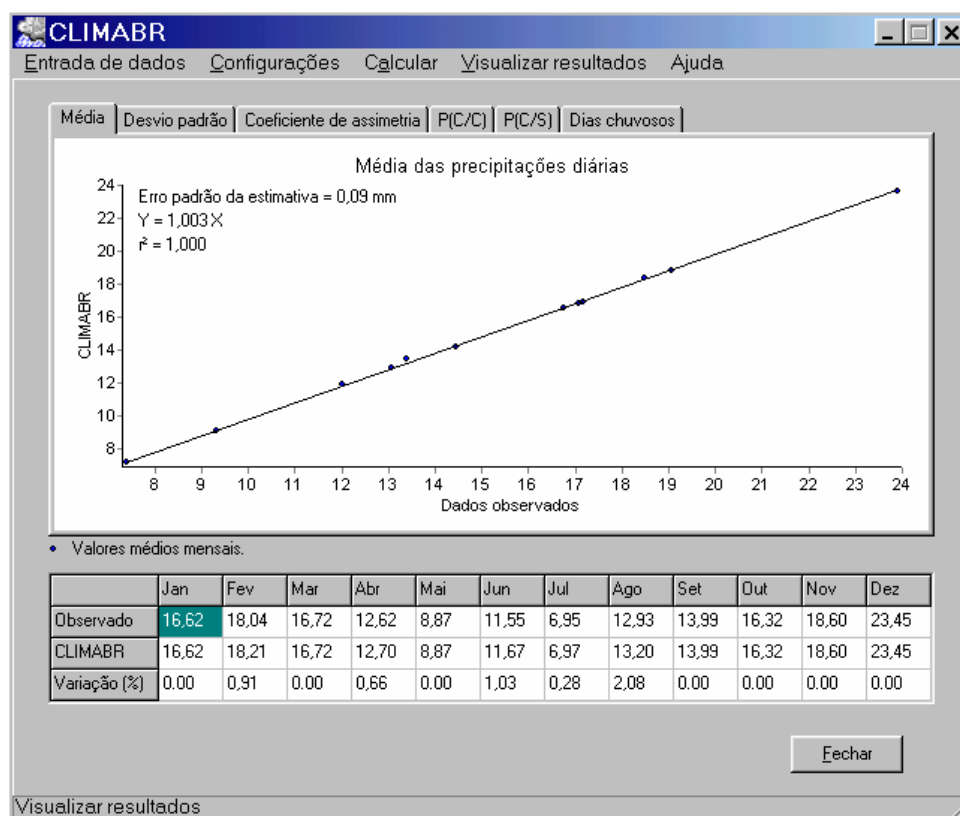 CLIMABR
Entrada de dados Configurações Calcular Visualizar resultados Ajuda
Média Desvio padrão Coeficiente de assimetria P(C/C) P(C/S) Dias chuvosos
Média das precipitações diárias
Erro padrão da estimativa = 0,09 mm
Y = 1,003 X
r² = 1,000
24
22
20
18
16
14
12
10
8
CLIMABR
8 9 10 11 12 13 14 15 16 17 18 19 20 21 22 23 24
Dados observados
Valores médios mensais.
Jan Fev Mar Abr Mai Jun Jul Ago Set Out Nov Dez
Observado 16,62 18,04 16,72 12,62 8,87 11,55 6,95 12,93 13,99 16,32 18,60 23,45
CLIMABR 16,62 18,21 16,72 12,70 8,87 11,67 6,97 13,20 13,99 16,32 18,60 23,45
Variação (%) 0.00 0,91 0.00 0,66 0.00 1,03 0,28 2,08 0.00 0.00 0.00 0.00
Fechar
Visualizar resultados